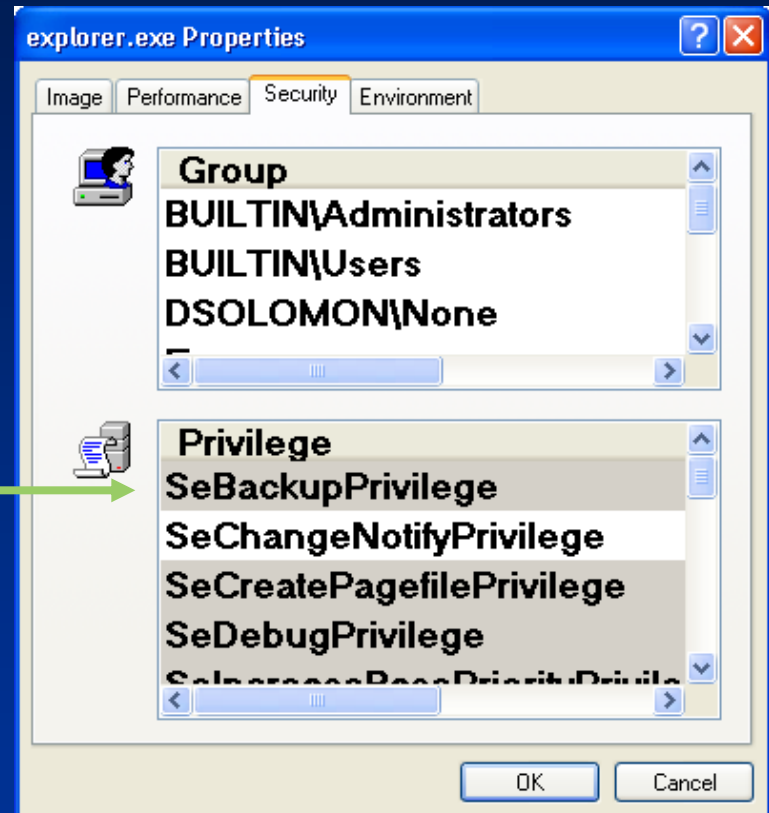 explorer.exe Properties
Image Performance Security Environment
Group
BUILTIN\Administrators
BUILTIN\Users
DSOLOMON\None
Privilege
SeBackupPrivilege
SeChangeNotifyPrivilege
SeCreatePagefilePrivilege
SeDebugPrivilege
OK Cancel